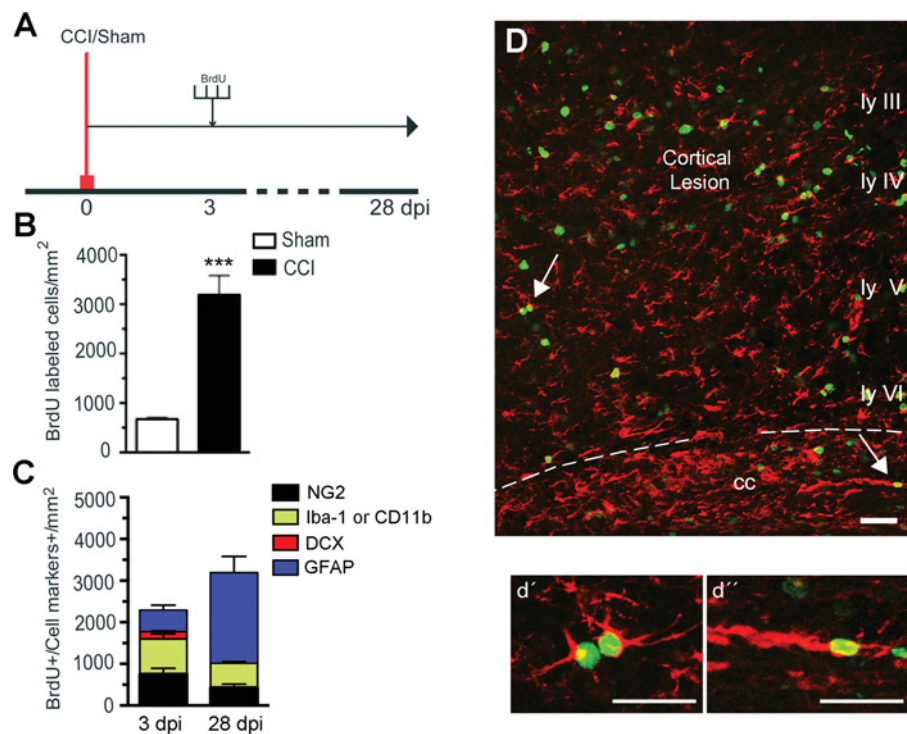 A
CCI/Sham
BrdU
0
3
28 dpi
B
BrdU labeled cells/mm²
4000
3000
2000
1000
0
***
Sham
CCI
C
BrdU+/Cell markers+/mm²
5000
4000
3000
2000
1000
0
3 dpi
28 dpi
NG2
Iba-1 or CD11b
DCX
GFAP
D
ly III
Cortical
Lesion
ly IV
ly V
ly VI
cc
d´
d´´